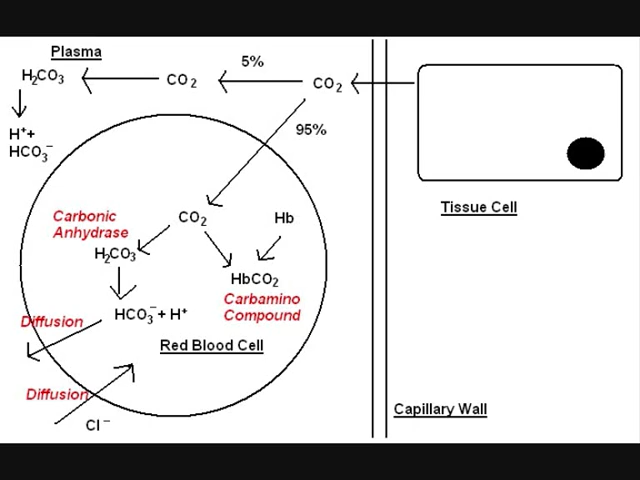 Plasma
H₂CO₃
CO₂
5%
CO₂
95%
H⁺+
HCO₃⁻
Tissue Cell
Carbonic
Anhydrase
CO₂
Hb
H₂CO₃
HbCO₂
Carbamino
Compound
HCO₃⁻+ H⁺
Diffusion
Red Blood Cell
Diffusion
Cl⁻
Capillary Wall